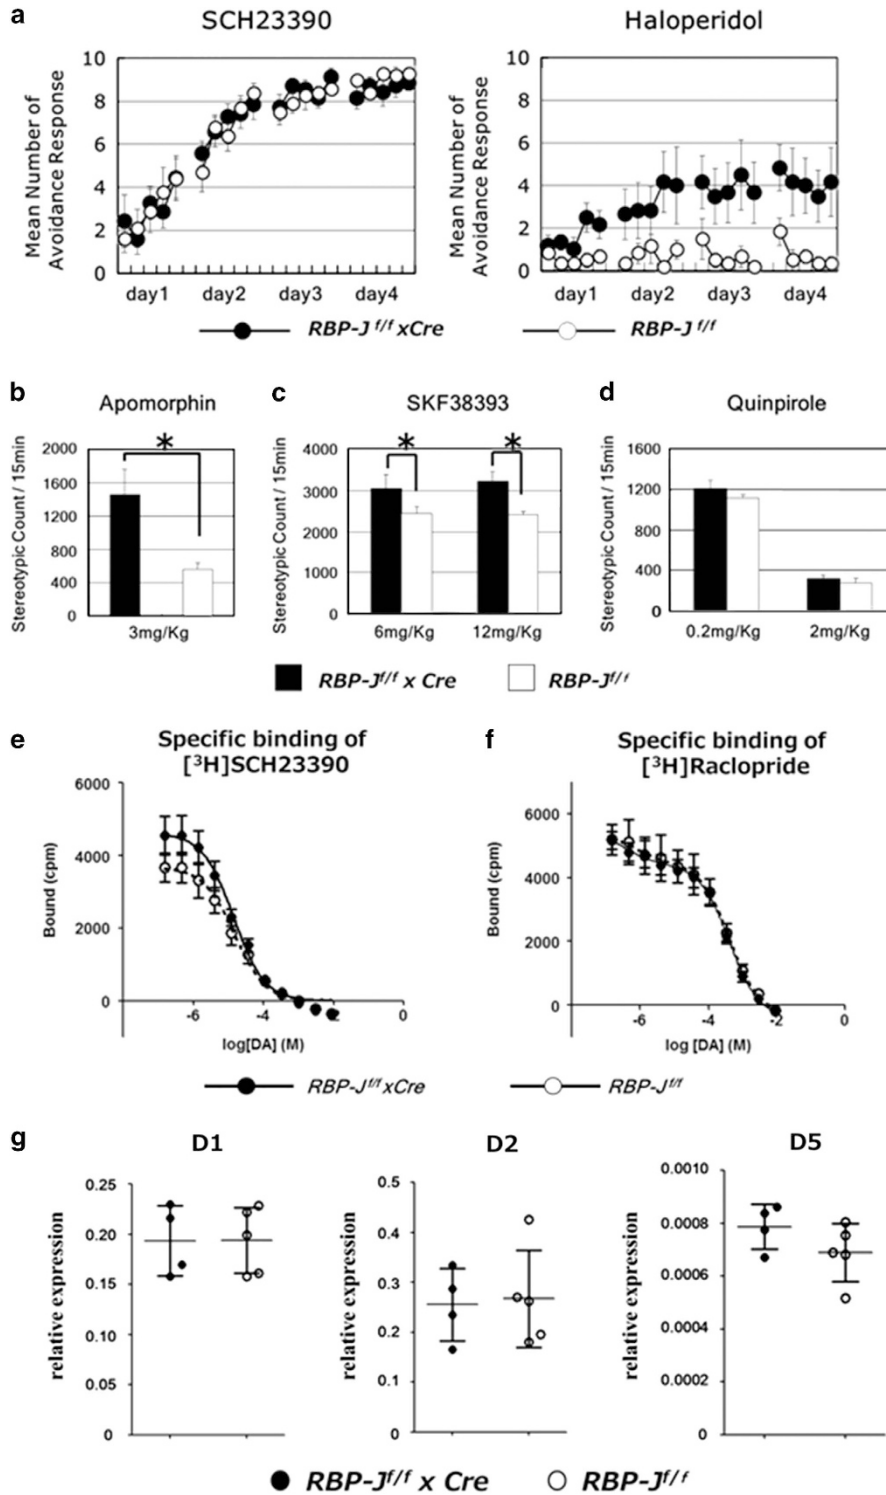 a
SCH23390
Haloperidol
Mean Number of
Avoidance Response
10
8
6
4
2
0
day1 day2 day3 day4
Mean Number of
Avoidance Response
10
8
6
4
2
0
day1 day2 day3 day4
RBP-J f/f xCre
RBP-J f/f
b
Apomorphin
Stereotypic Count / 15min
2000
1600
1200
800
400
0
*
3mg/Kg
c
SKF38393
Stereotypic Count / 15min
4000
3000
2000
1000
0
* *
6mg/Kg 12mg/Kg
d
Quinpirole
Stereotypic Count / 15min
1600
1200
800
400
0
0.2mg/Kg 2mg/Kg
RBP-Jf/f x Cre
RBP-Jf/f
e
Specific binding of
[3H]SCH23390
Bound (cpm)
6000
4000
2000
0
-6 -4 -2 0
log[DA] (M)
f
Specific binding of
[3H]Raclopride
Bound (cpm)
6000
4000
2000
0
-6 -4 -2 0
log [DA] (M)
RBP-Jf/f xCre
RBP-Jf/f
g
D1
relative expression
0.25
0.20
0.15
0.10
0.05
0
D2
relative expression
0.5
0.4
0.3
0.2
0.1
0
D5
relative expression
0.0010
0.0008
0.0006
0.0004
0.0002
0
RBP-Jf/f x Cre
RBP-Jf/f